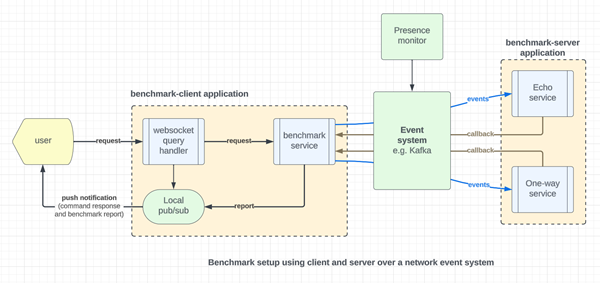 Presence
monitor
benchmark-server
application
benchmark-client application
Echo
service
events
user
request
websocket
query
handler
request
benchmark
service
Event
system
e.g. Kafka
callback
callback
events
One-way
service
push notification
(command response
and benchmark report)
Local
pub/sub
report
Benchmark setup using client and server over a network event system